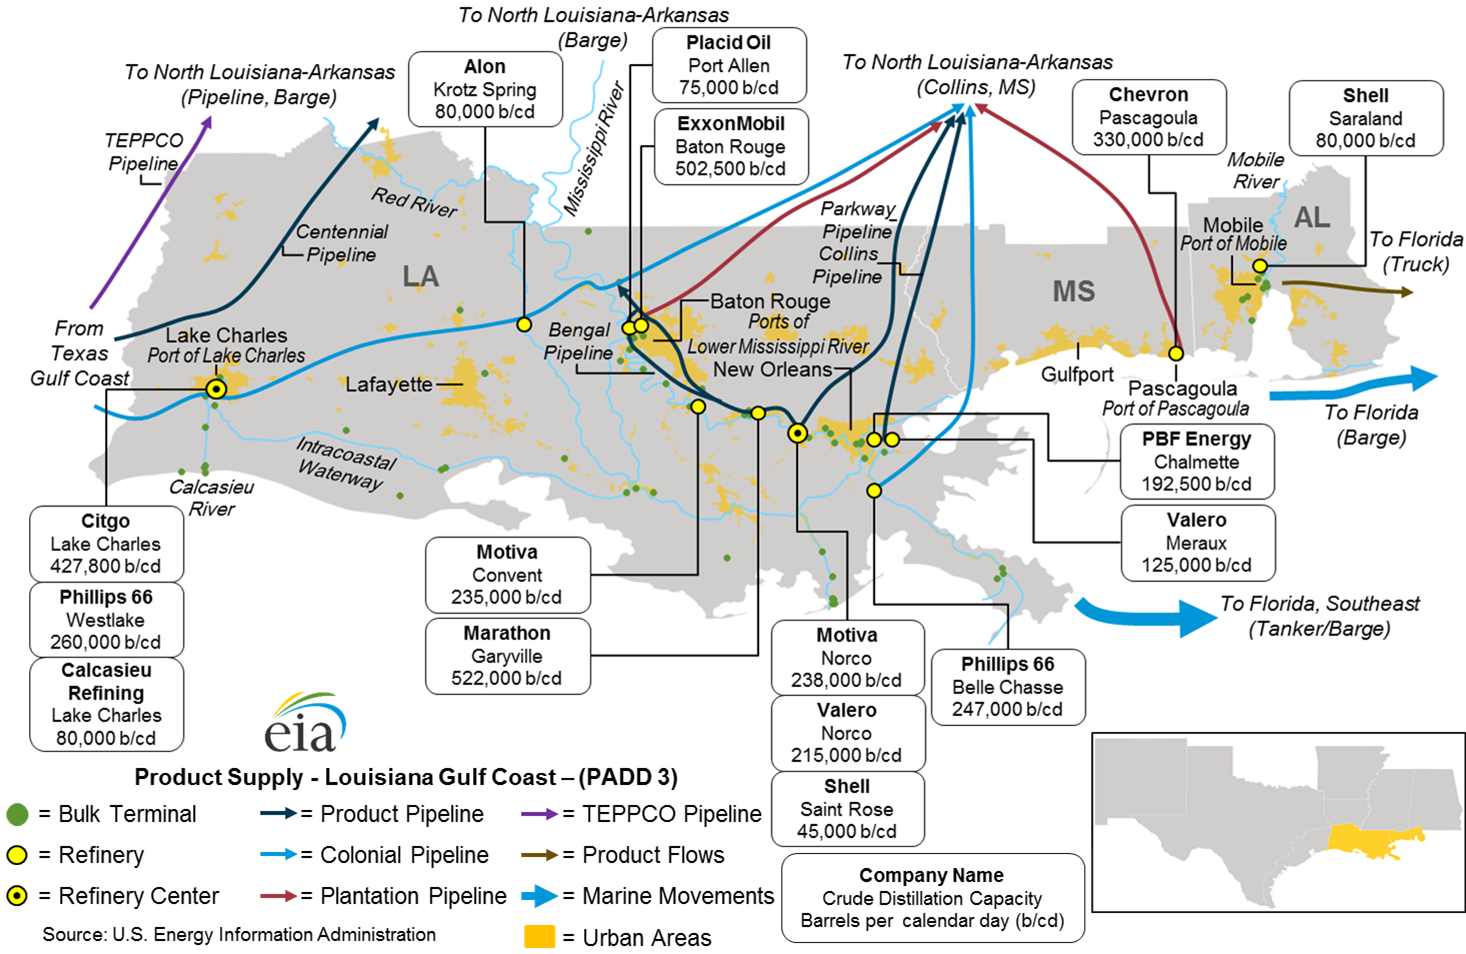 To North Louisiana-Arkansas
(Barge)
To North Louisiana-Arkansas
(Pipeline, Barge)
To North Louisiana-Arkansas
(Collins, MS)
Alon
Krotz Spring
80,000 b/cd
Placid Oil
Port Allen
75,000 b/cd
ExxonMobil
Baton Rouge
502,500 b/cd
Chevron
Pascagoula
330,000 b/cd
Shell
Saraland
80,000 b/cd
TEPPCO
Pipeline
Mississippi River
Red River
Centennial
Pipeline
LA
Parkway
Pipeline
Collins
Pipeline
MS
Mobile
River
AL
Mobile
Port of Mobile
To Florida
(Truck)
From
Texas
Gulf Coast
Lake Charles
Port of Lake Charles
Lafayette
Bengal
Pipeline
Baton Rouge
Ports of
Lower Mississippi River
New Orleans
Gulfport
Pascagoula
Port of Pascagoula
To Florida
(Barge)
Intracoastal
Waterway
Calcasieu
River
Citgo
Lake Charles
427,800 b/cd
Phillips 66
Westlake
260,000 b/cd
Calcasieu
Refining
Lake Charles
80,000 b/cd
Motiva
Convent
235,000 b/cd
Marathon
Garyville
522,000 b/cd
Motiva
Norco
238,000 b/cd
Valero
Norco
215,000 b/cd
Shell
Saint Rose
45,000 b/cd
Phillips 66
Belle Chasse
247,000 b/cd
PBF Energy
Chalmette
192,500 b/cd
Valero
Meraux
125,000 b/cd
To Florida, Southeast
(Tanker/Barge)
eia
Product Supply - Louisiana Gulf Coast – (PADD 3)
= Bulk Terminal
= Refinery
= Refinery Center
= Product Pipeline
= Colonial Pipeline
= Plantation Pipeline
= TEPPCO Pipeline
= Product Flows
= Marine Movements
= Urban Areas
Source: U.S. Energy Information Administration
Company Name
Crude Distillation Capacity
Barrels per calendar day (b/cd)